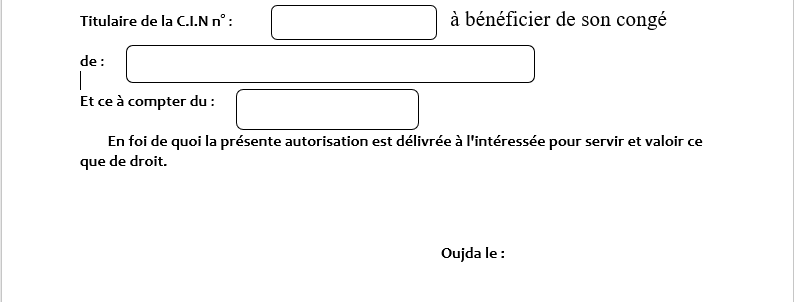 Titulaire de la C.I.N n° : à bénéficier de son congé
de :
Et ce à compter du :
En foi de quoi la présente autorisation est délivrée à l'intéressée pour servir et valoir ce
que de droit.
Oujda le :